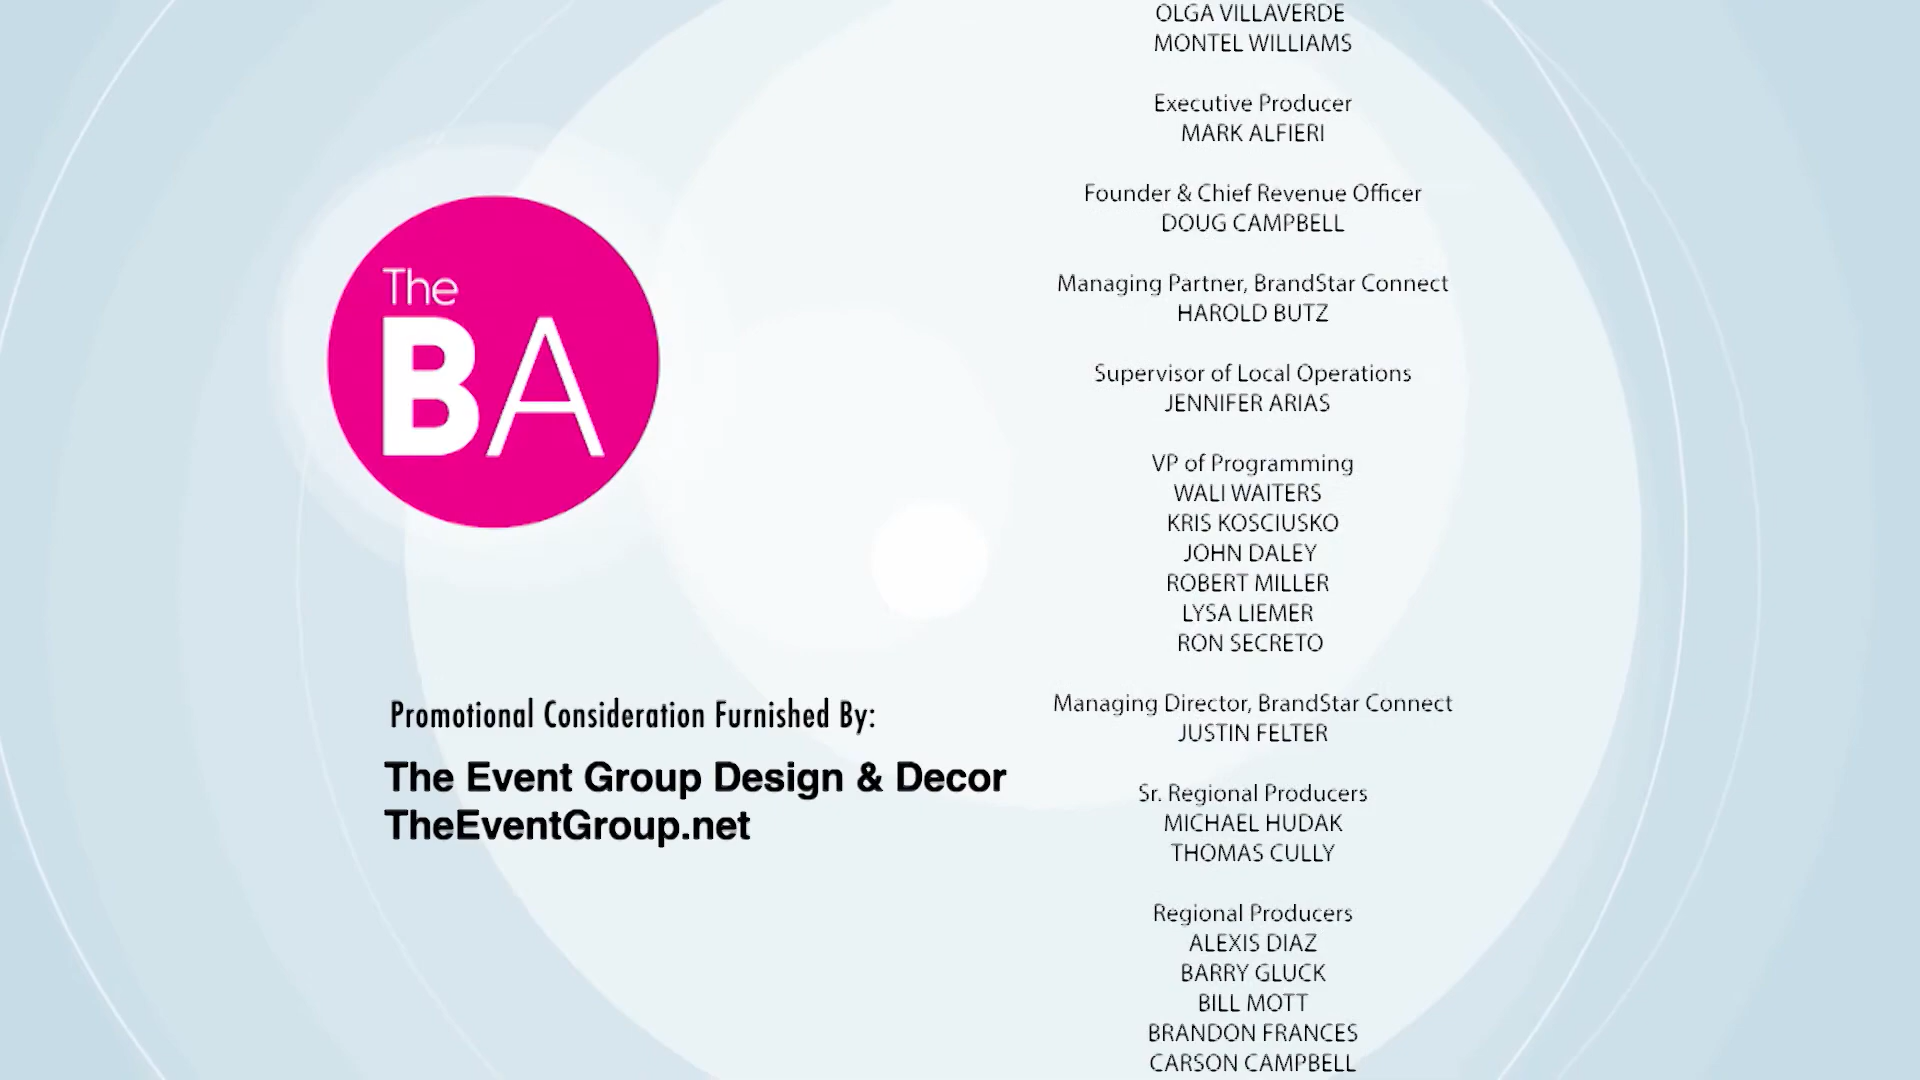 The
BA
Promotional Consideration Furnished By:
The Event Group Design & Decor
TheEventGroup.net
OLGA VILLAVERDE
MONTEL WILLIAMS
Executive Producer
MARK ALFIERI
Founder & Chief Revenue Officer
DOUG CAMPBELL
Managing Partner, BrandStar Connect
HAROLD BUTZ
Supervisor of Local Operations
JENNIFER ARIAS
VP of Programming
WALI WAITERS
KRIS KOSCIUSKO
JOHN DALEY
ROBERT MILLER
LYSA LIEMER
RON SECRETO
Managing Director, BrandStar Connect
JUSTIN FELTER
Sr. Regional Producers
MICHAEL HUDAK
THOMAS CULLY
Regional Producers
ALEXIS DIAZ
BARRY GLUCK
BILL MOTT
BRANDON FRANCES
CARSON CAMPBELL